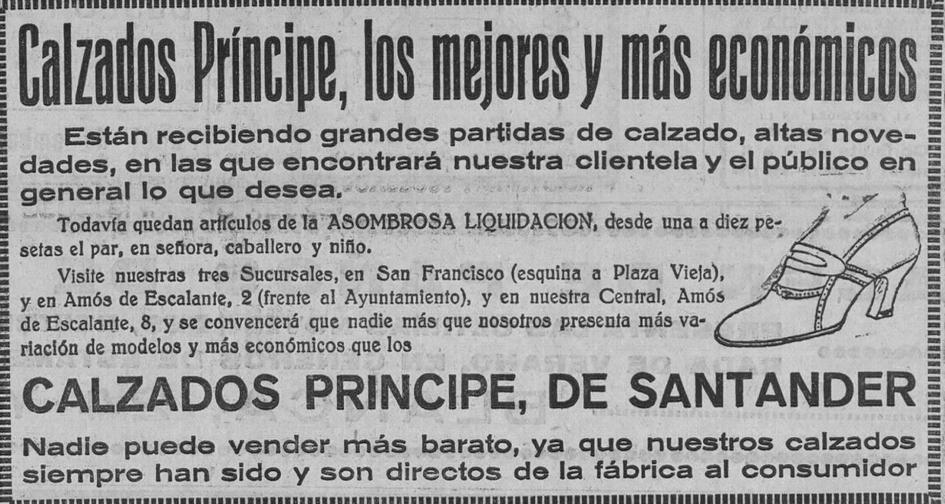 Calzados Príncipe, los mejores y más económicos
Están recibiendo grandes partidas de calzado, altas nove-
dades, en las que encontrará nuestra clientela y el público en
general lo que desea.
Todavía quedan artículos de la ASOMBROSA LIQUIDACION, desde una a diez pe-
setas el par, en señora, caballero y niño.
Visite nuestras tres Sucursales, en San Francisco (esquina a Plaza Vieja),
y en Amós de Escalante, 2 (frente al Ayuntamiento), y en nuestra Central, Amós
de Escalante, 8, y se convencerá que nadie más que nosotros presenta más va-
riación de modelos y más económicos que los
CALZADOS PRINCIPE, DE SANTANDER
Nadie puede vender más barato, ya que nuestros calzados
siempre han sido y son directos de la fábrica al consumidor